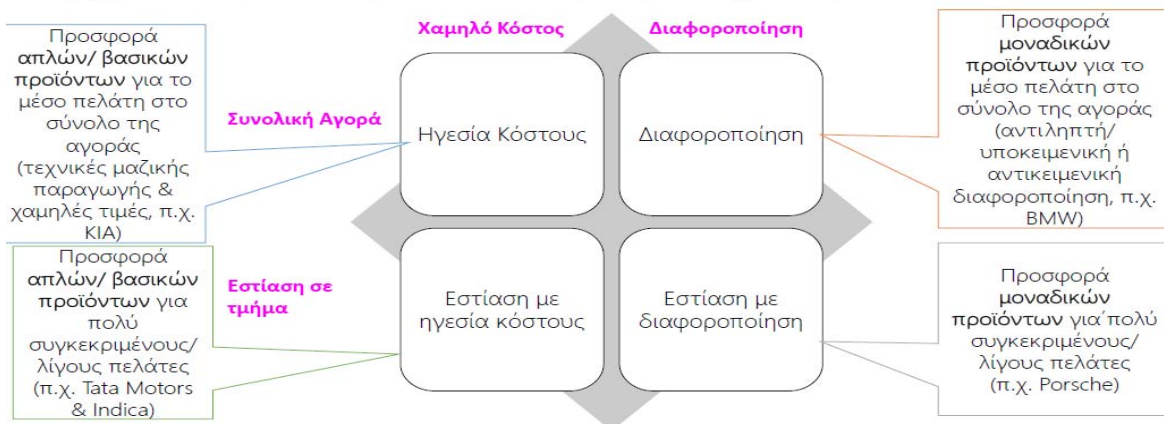 Χαμηλό Κόστος
Διαφοροποίηση
Προσφορά
απλών/ βασικών
προϊόντων για το
μέσο πελάτη στο
σύνολο της
αγοράς
(τεχνικές μαζικής
παραγωγής &
χαμηλές τιμές, π.χ.
KIA)
Συνολική Αγορά
Ηγεσία Κόστους
Διαφοροποίηση
Προσφορά
μοναδικών
προϊόντων για το
μέσο πελάτη στο
σύνολο της αγοράς
(αντιληπτή/
υποκειμενική ή
αντικειμενική
διαφοροποίηση, π.χ.
BMW)
Προσφορά
απλών/ βασικών
προϊόντων για
πολύ
συγκεκριμένους/
λίγους πελάτες
(π.χ. Tata Motors
& Indica)
Εστίαση σε
τμήμα
Εστίαση με
ηγεσία κόστους
Εστίαση με
διαφοροποίηση
Προσφορά
μοναδικών
προϊόντων για πολύ
συγκεκριμένους/
λίγους πελάτες
(π.χ. Porsche)